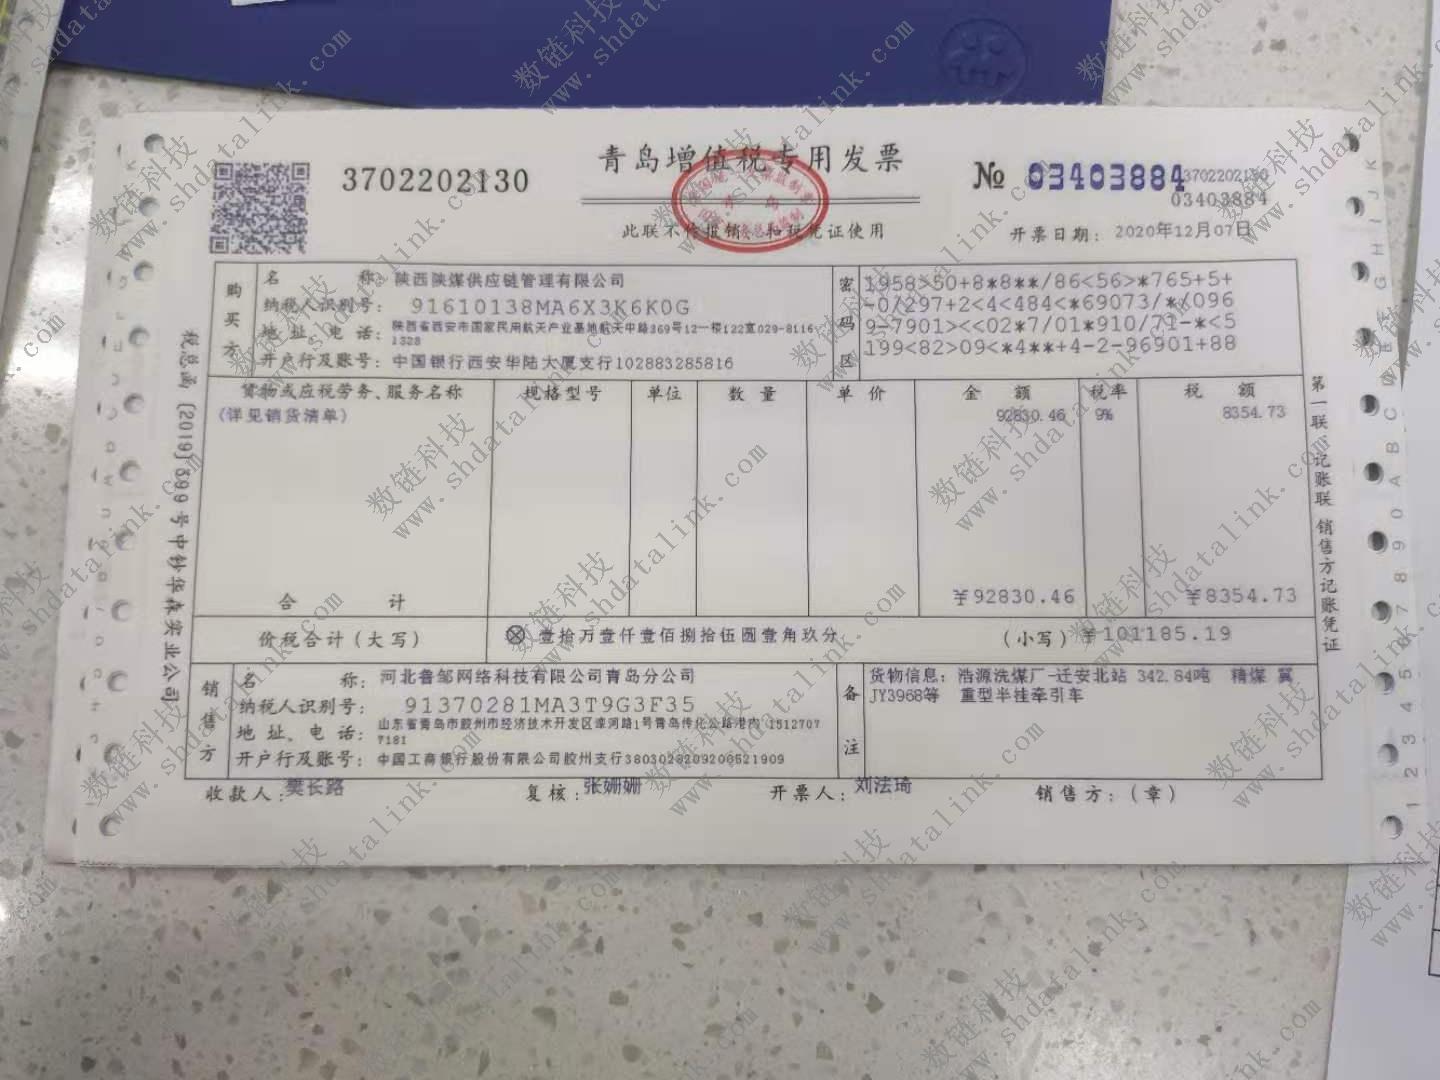 青岛增值税专用发票
3702202130
№ 03403884
3702202130
03403884
此联不作报销、扣税凭证使用
开票日期: 2020年12月07日
购买方
名 称: 陕西陕煤供应链管理有限公司
纳税人识别号: 91610138MA6X3K6K0G
地址、电话: 陕西省西安市国家民用航天产业基地航天中路369号12一楼122室029-8116
1328
开户行及账号: 中国银行西安华陆大厦支行102883285816
密码区
1958>50+8*8**/86<56>*765+5+
-0/297+2<4<484<*69073/*/096
9-7901><<02*7/01*910/71-*<5
199<82>09<*4**+4-2-96901+88
货物或应税劳务、服务名称 规格型号 单位 数 量 单 价 金 额 税率 税 额
(详见销货清单) 92830.46 9% 8354.73
合 计 ￥92830.46 ￥8354.73
价税合计(大写) ⊗壹拾万壹仟壹佰捌拾伍圆壹角玖分 (小写) ￥101185.19
销售方
名 称: 河北鲁邹网络科技有限公司青岛分公司
纳税人识别号: 91370281MA3T9G3F35
地址、电话: 山东省青岛市胶州市经济技术开发区滦河路1号青岛传化公路港内 1512707
7181
开户行及账号: 中国工商银行股份有限公司胶州支行3803028209200521909
备注
货物信息: 浩源洗煤厂-迁安北站 342.84吨 精煤 冀
JY3968等 重型半挂牵引车
收款人: 樊长路 复核: 张姗姗 开票人: 刘法琦 销售方: (章)
税总函〔2019〕899号中钞华森实业公司
第一联 记账联 销售方记账凭证
数链科技
www.shdatalink.com